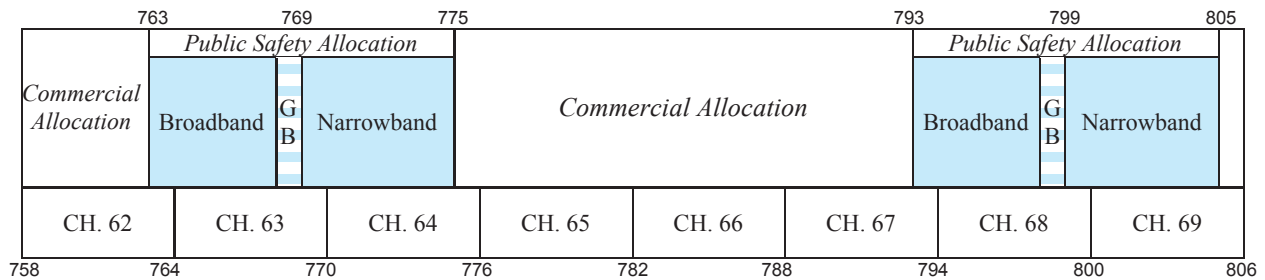 763 769 775 793 799 805
Public Safety Allocation Public Safety Allocation
Commercial Allocation
Broadband
G B
Narrowband
Commercial Allocation
Broadband
G B
Narrowband
CH. 62 CH. 63 CH. 64 CH. 65 CH. 66 CH. 67 CH. 68 CH. 69
758 764 770 776 782 788 794 800 806